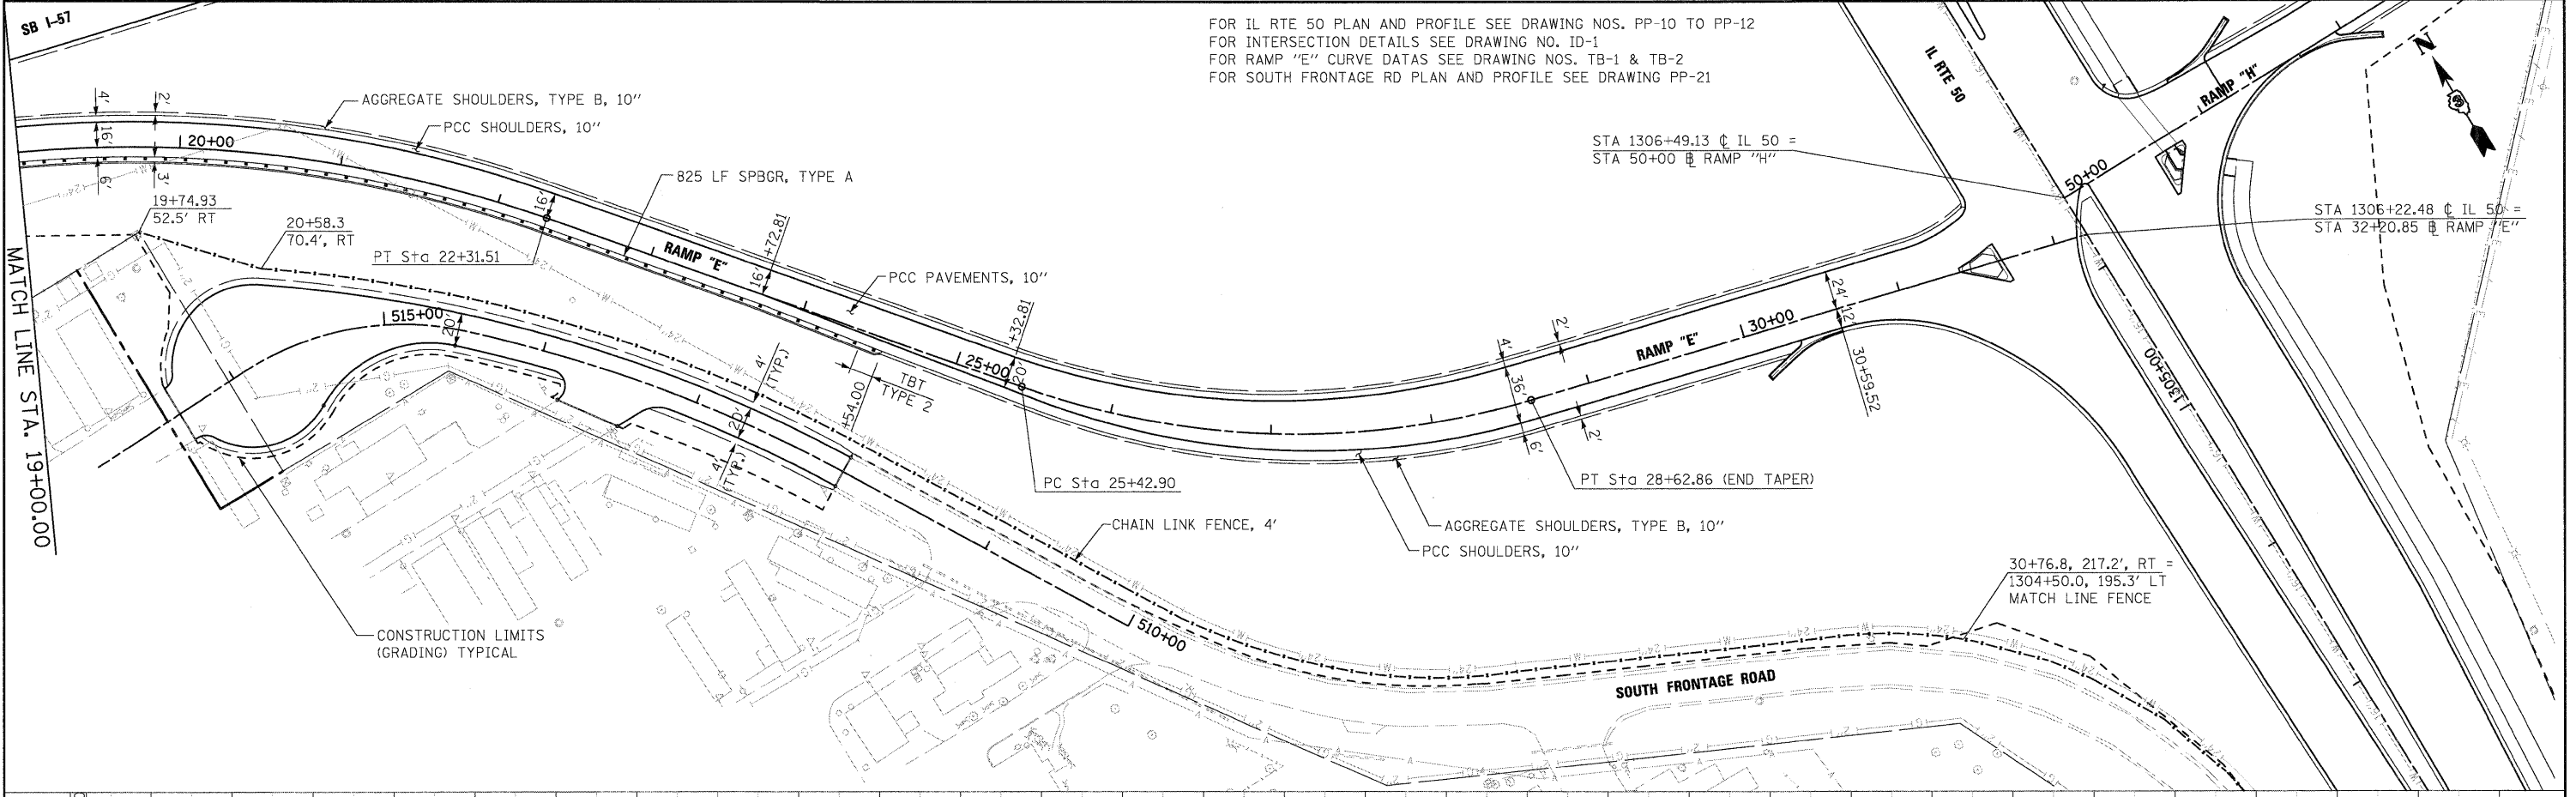 SB I-57
FOR IL RTE 50 PLAN AND PROFILE SEE DRAWING NOS. PP-10 TO PP-12
FOR INTERSECTION DETAILS SEE DRAWING NO. ID-1
FOR RAMP "E" CURVE DATAS SEE DRAWING NOS. TB-1 & TB-2
FOR SOUTH FRONTAGE RD PLAN AND PROFILE SEE DRAWING PP-21
IL RTE 50
RAMP "H"
N
3
4'
2'
16'
6'
3'
20+00
AGGREGATE SHOULDERS, TYPE B, 10"
PCC SHOULDERS, 10"
825 LF SPBGR, TYPE A
STA 1306+49.13 ℄ IL 50 =
STA 50+00 B RAMP "H"
50+00
STA 1306+22.48 ℄ IL 50 =
STA 32+20.85 B RAMP "E"
19+74.93
52.5' RT
20+58.3
70.4', RT
16'
PT Sta 22+31.51
RAMP "E"
16'
+72.81
PCC PAVEMENTS, 10"
MATCH LINE STA. 19+00.00
515+00
20'
4'
(TYP.)
+54.00
TBT
TYPE 2
25+00
20'
+32.81
4'
2'
36'
6'
2'
RAMP "E"
30+00
24'
12'
30+59.52
1305+00
20'
4'
(TYP.)
PC Sta 25+42.90
PT Sta 28+62.86 (END TAPER)
CHAIN LINK FENCE, 4'
AGGREGATE SHOULDERS, TYPE B, 10"
PCC SHOULDERS, 10"
30+76.8, 217.2', RT =
1304+50.0, 195.3' LT
MATCH LINE FENCE
CONSTRUCTION LIMITS
(GRADING) TYPICAL
510+00
SOUTH FRONTAGE ROAD